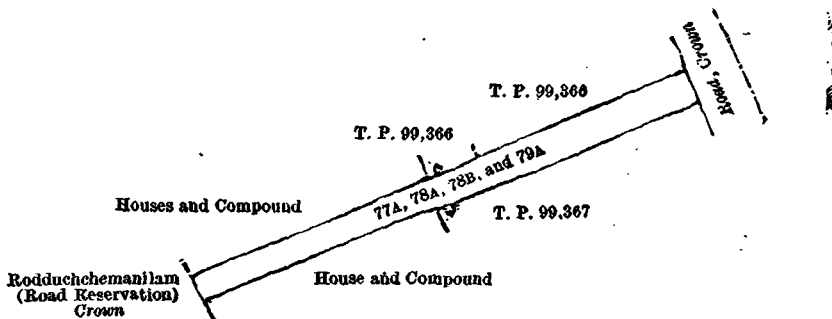 Road, Crown
T. P. 99,366
T. P. 99,366
77A, 78A, 78B, and 79A
Houses and Compound
T. P. 99,367
Rodduchchemanilam
(Road Reservation)
Crown
House and Compound